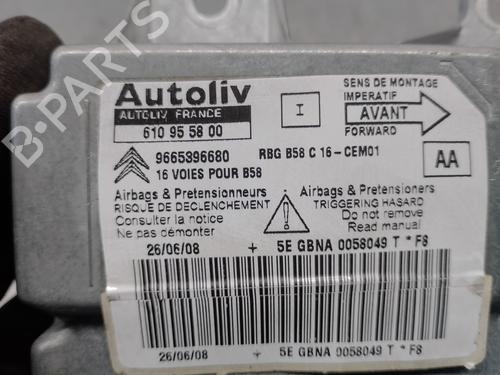 Autoliv
AUTOLIV FRANCE
610 95 58 00
I
SENS DE MONTAGE
IMPERATIF
AVANT
FORWARD
9665396680
RBG B58 C 16-CEM01
16 VOIES POUR B58
AA
Airbags & Pretensionneurs
RISQUE DE DECLENCHEMENT
Consulter la notice
Ne pas démonter
Airbags & Pretensioners
TRIGGERING HASARD
Do not remove
Read manual
26/06/08 + 5E GBNA 0058049 T * F8
26/06/08 + 5E GBNA 0058049 T * F8
B-PARTS